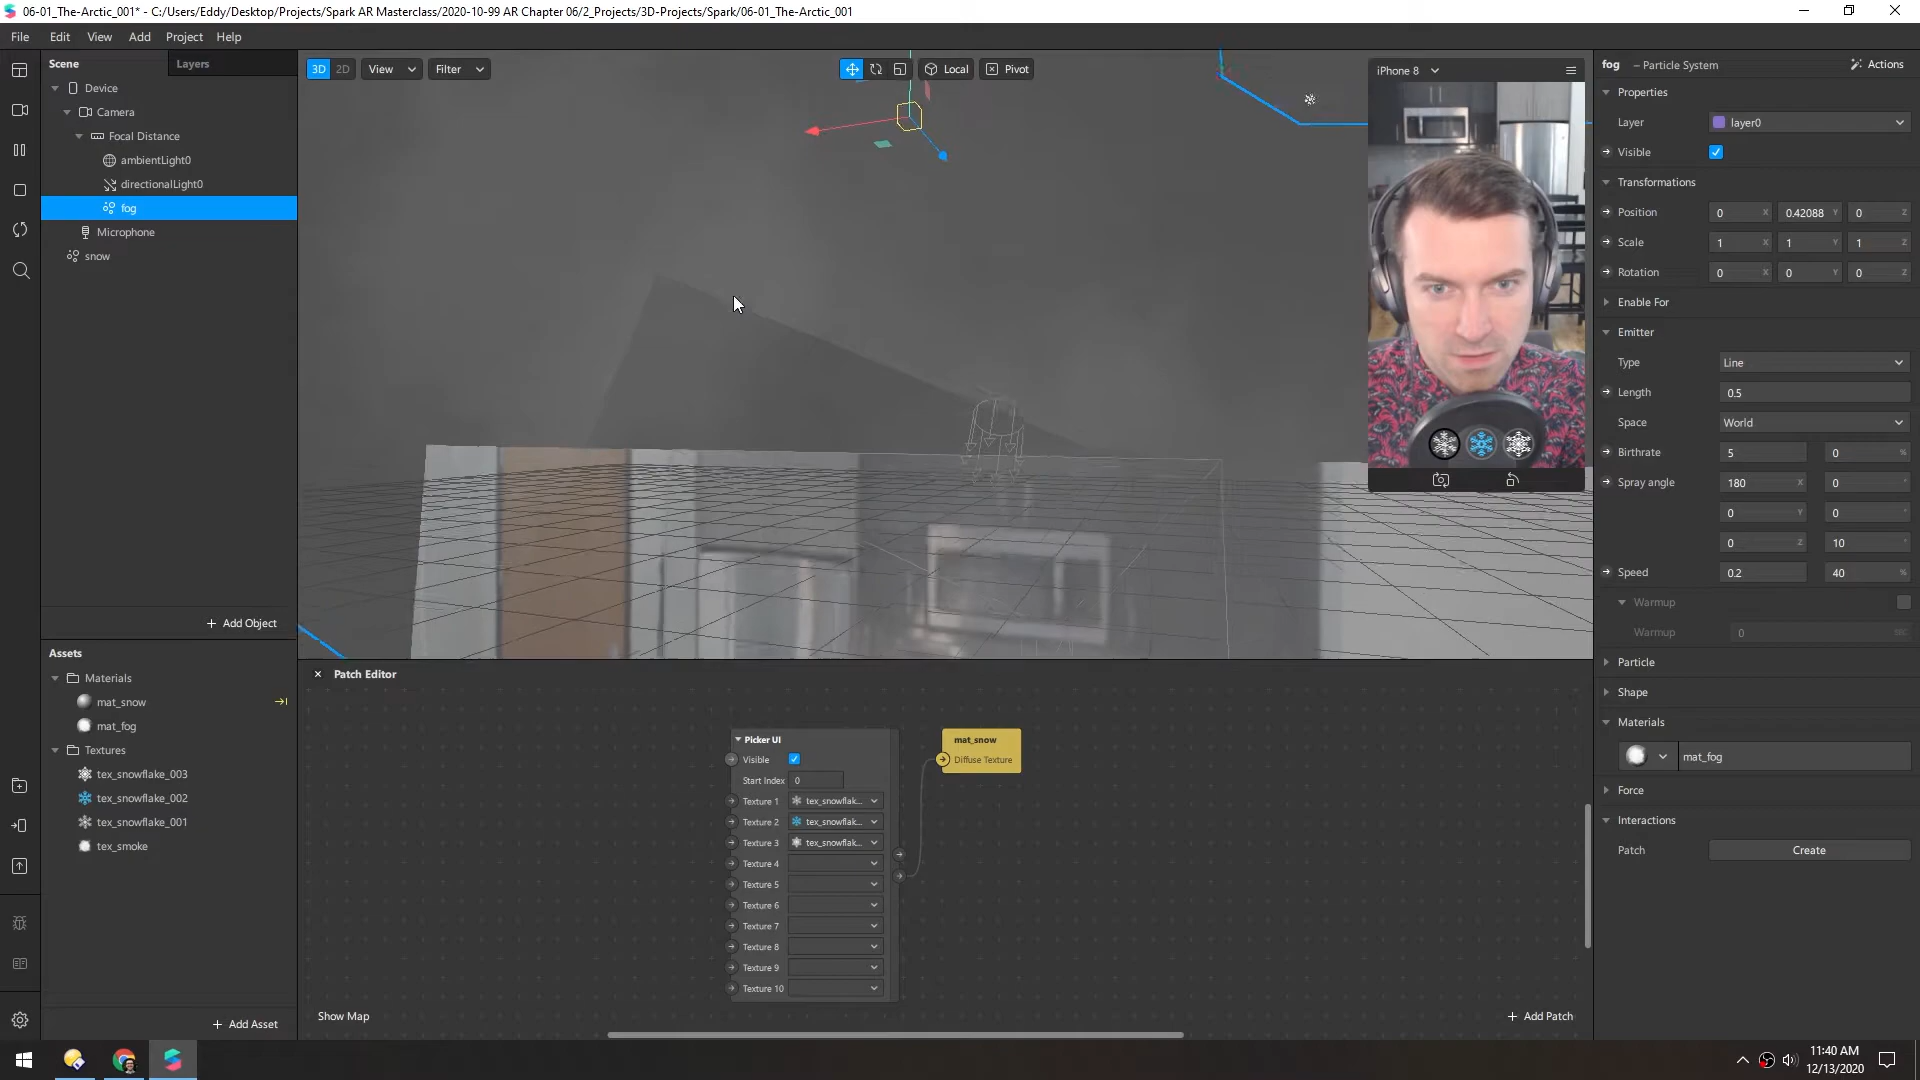 06-01_The-Arctic_001* - C:/Users/Eddy/Desktop/Projects/Spark AR Masterclass/2020-10-99 AR Chapter 06/2_Projects/3D-Projects/Spark/06-01_The-Arctic_001
File Edit View Add Project Help
Scene Layers
Device
Camera
Focal Distance
ambientLight0
directionalLight0
fog
Microphone
snow
+ Add Object
Assets
Materials
mat_snow
mat_fog
Textures
tex_snowflake_003
tex_snowflake_002
tex_snowflake_001
tex_smoke
+ Add Asset
3D 2D View Filter Local Pivot
iPhone 8
Patch Editor
Picker UI
Visible
Start Index 0
Texture 1 tex_snowflak...
Texture 2 tex_snowflak...
Texture 3 tex_snowflak...
Texture 4
Texture 5
Texture 6
Texture 7
Texture 8
Texture 9
Texture 10
mat_snow
Diffuse Texture
Show Map
+ Add Patch
fog – Particle System Actions
Properties
Layer layer0
Visible
Transformations
Position 0 X 0.42088 Y 0 Z
Scale 1 X 1 Y 1 Z
Rotation 0 X 0 Y 0 Z
Enable For
Emitter
Type Line
Length 0.5
Space World
Birthrate 5 0 %
Spray angle 180 X 0 °
0 Y 0 °
0 Z 10 °
Speed 0.2 40 %
Warmup
Warmup 0 SEC
Particle
Shape
Materials
mat_fog
Force
Interactions
Patch Create
11:40 AM
12/13/2020